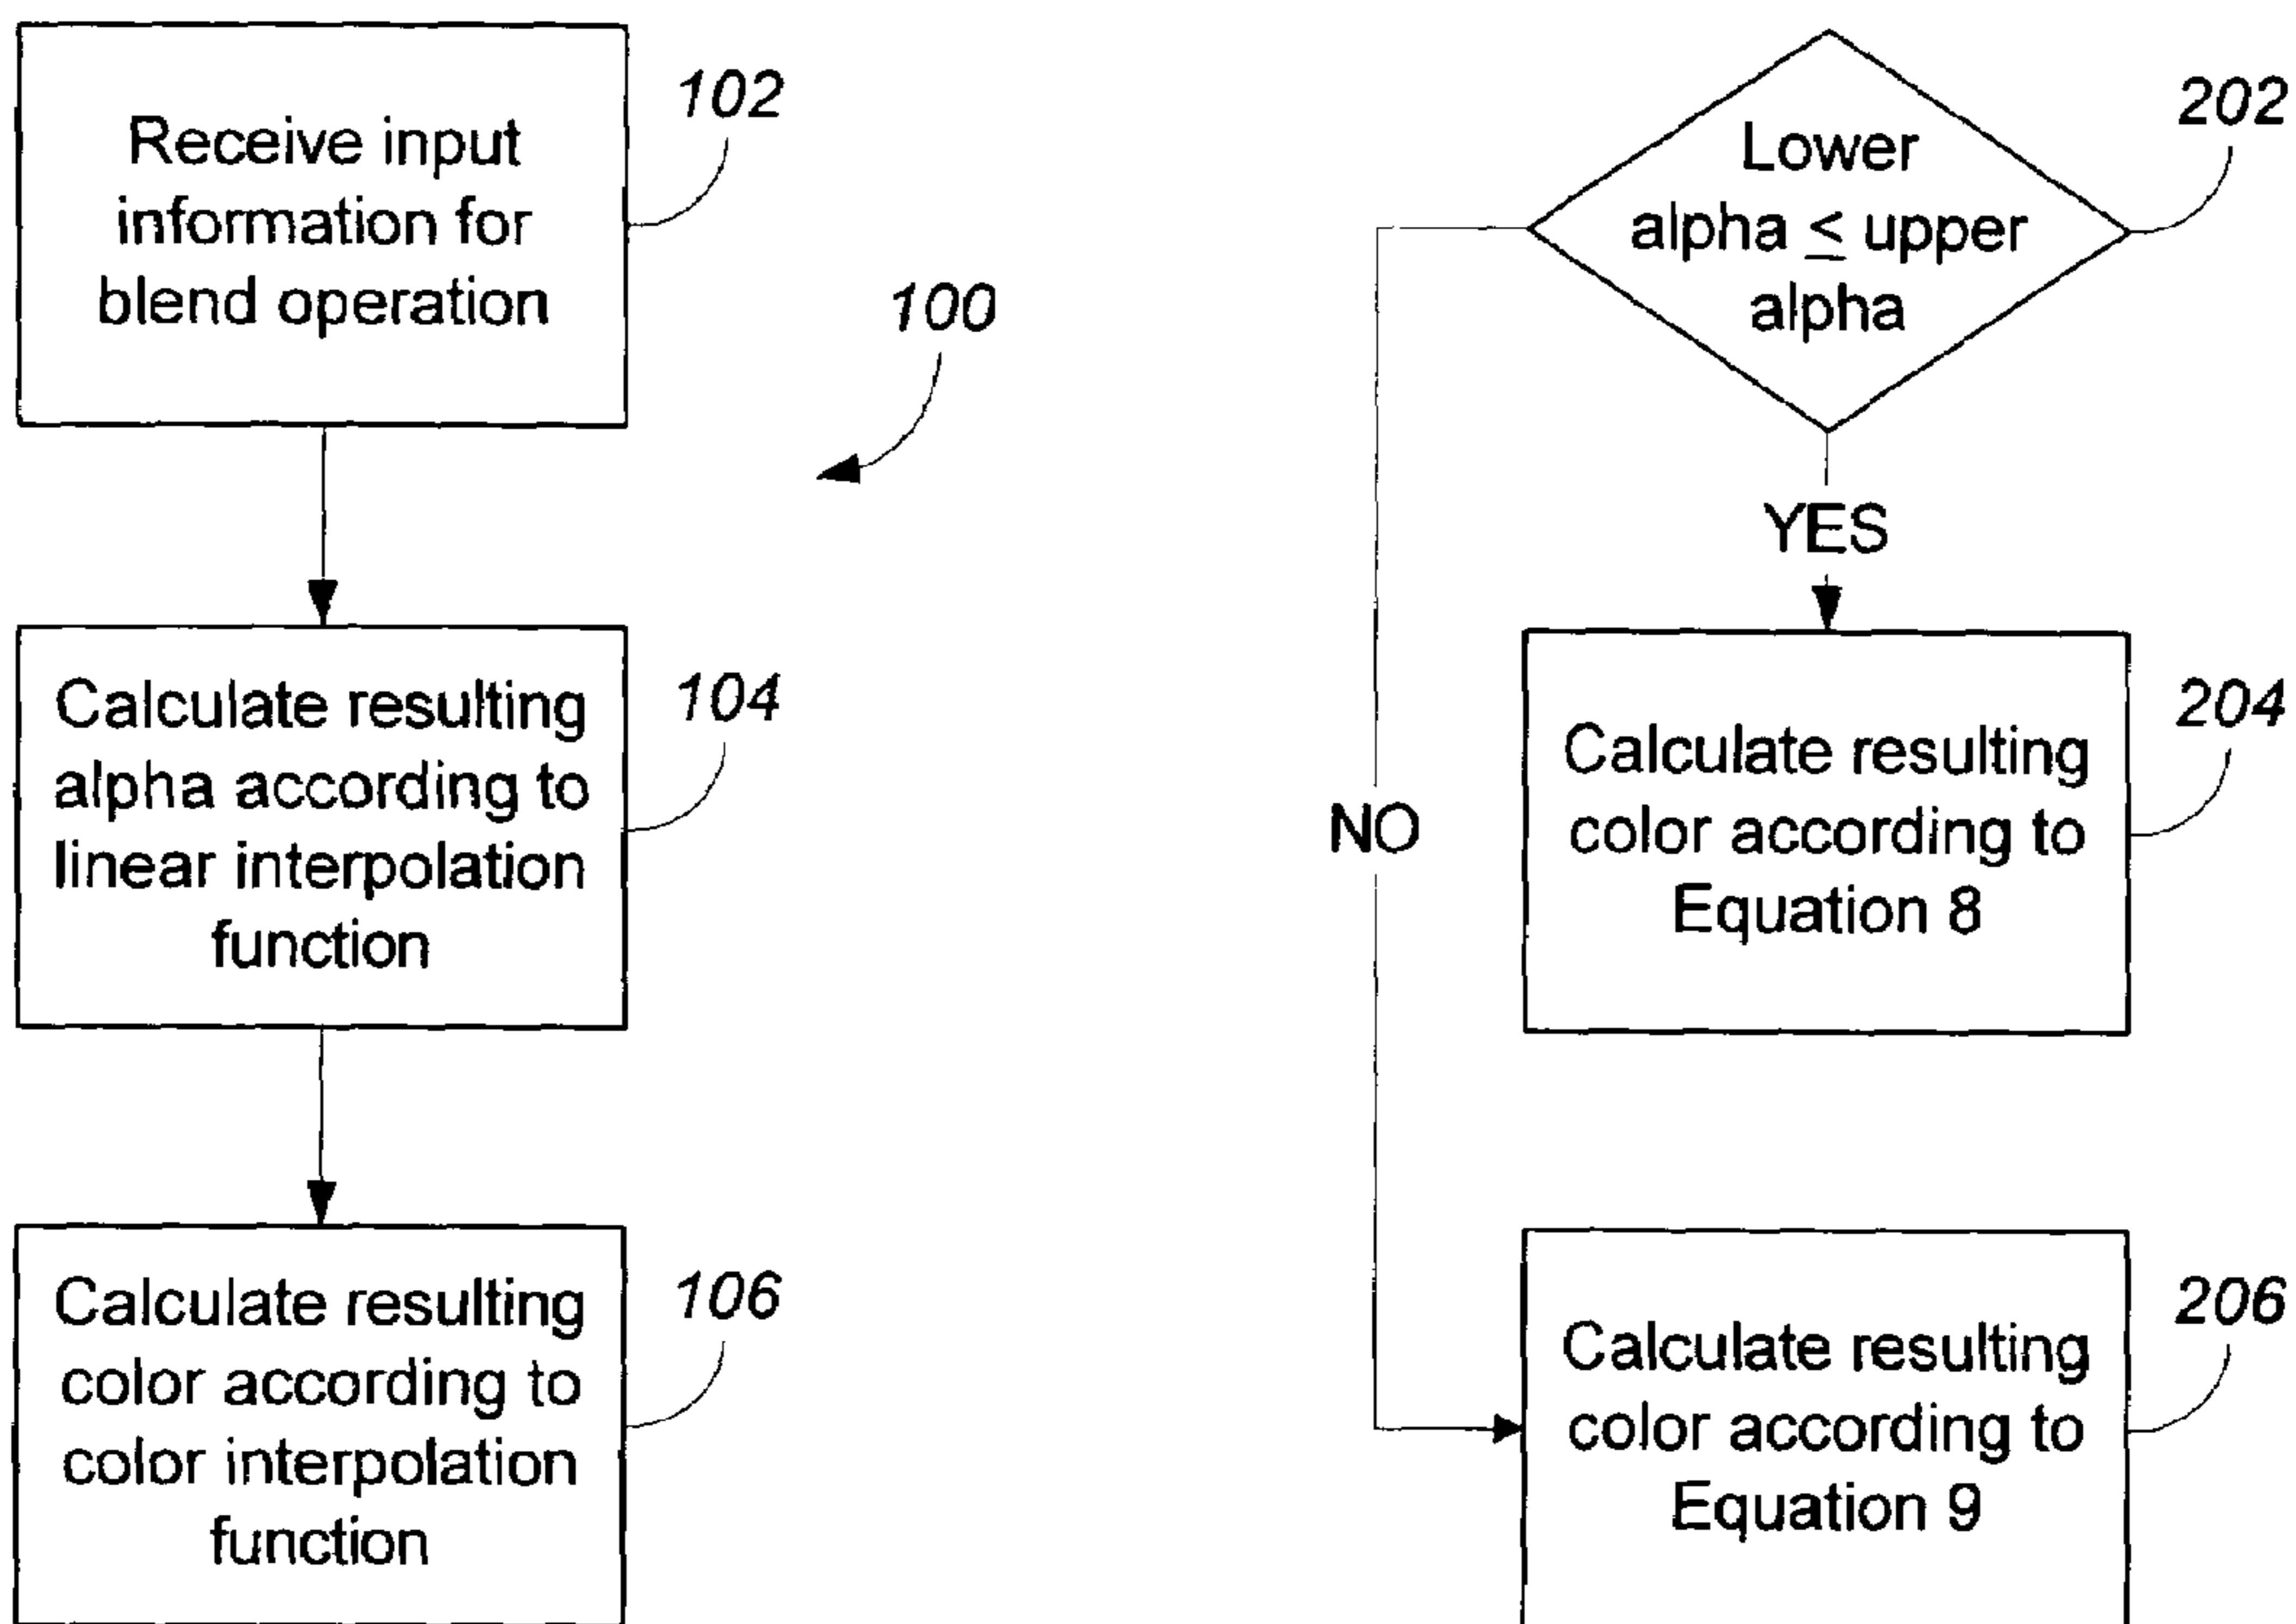 Receive input
information for
blend operation
102
100
Calculate resulting
alpha according to
linear interpolation
function
104
Calculate resulting
color according to
color interpolation
function
106
Lower
alpha ≤ upper
alpha
202
YES
NO
Calculate resulting
color according to
Equation 8
204
Calculate resulting
color according to
Equation 9
206